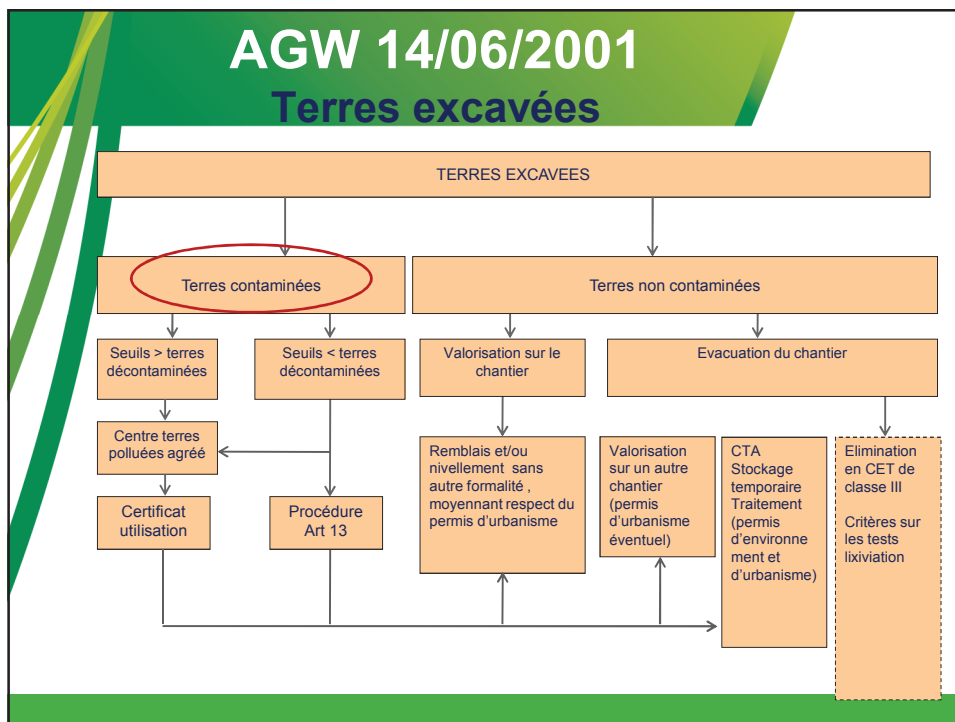 AGW 14/06/2001
Terres excavées
TERRES EXCAVEES
Terres contaminées
Terres non contaminées
Seuils > terres
décontaminées
Seuils < terres
décontaminées
Valorisation sur le
chantier
Evacuation du chantier
Centre terres
polluées agréé
Certificat
utilisation
Procédure
Art 13
Remblais et/ou
nivellement sans
autre formalité ,
moyennant respect du
permis d'urbanisme
Valorisation
sur un autre
chantier
(permis
d'urbanisme
éventuel)
CTA
Stockage
temporaire
Traitement
(permis
d'environne
ment et
d'urbanisme)
Elimination
en CET de
classe III
Critères sur
les tests
lixiviation